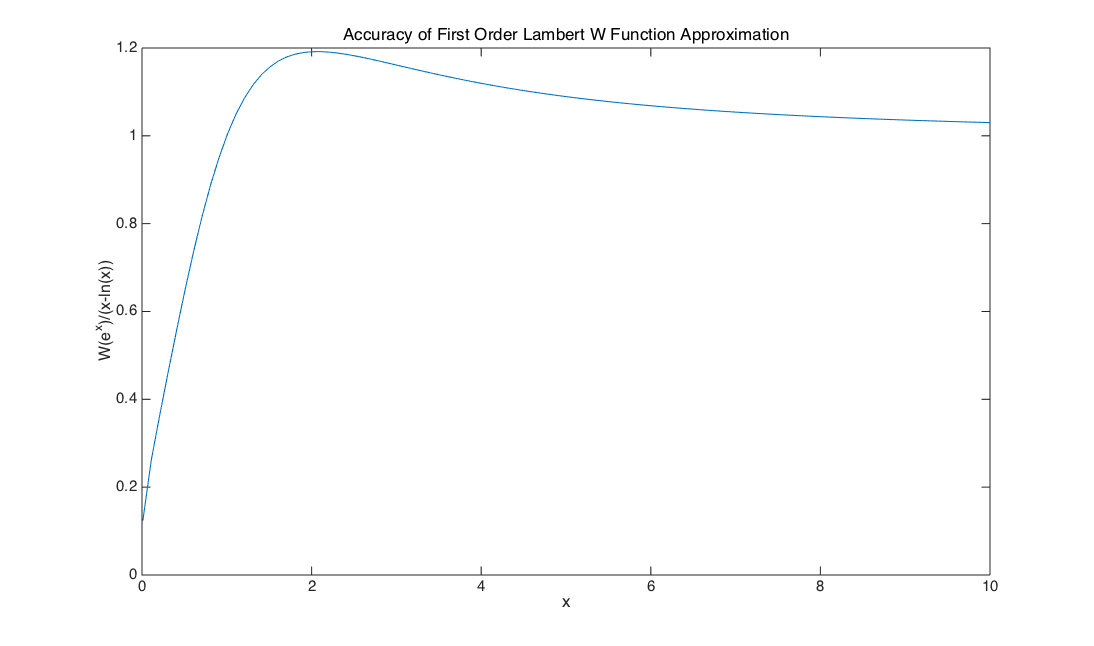 Accuracy of First Order Lambert W Function Approximation
W(e^x)/(x-ln(x))
1.2
1
0.8
0.6
0.4
0.2
0
0 2 4 6 8 10
x